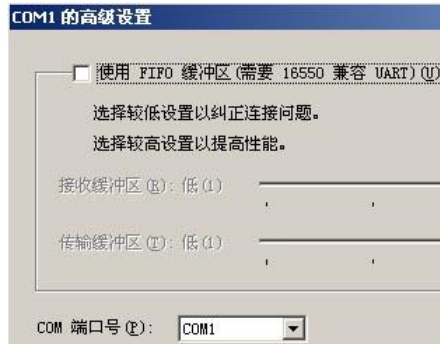 COM1 的高级设置
使用 FIFO 缓冲区(需要 16550 兼容 UART)(U)
选择较低设置以纠正连接问题。
选择较高设置以提高性能。
接收缓冲区(R): 低(1)
传输缓冲区(T): 低(1)
COM 端口号(P): COM1